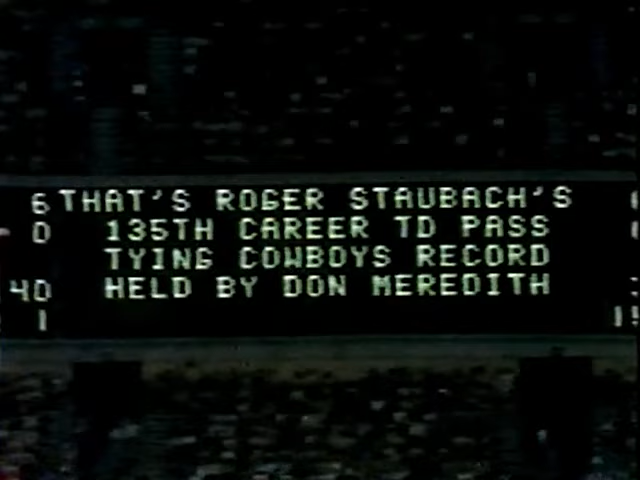 6 THAT'S ROGER STAUBACH'S
0 135TH CAREER TD PASS
TYING COWBOYS RECORD
40 HELD BY DON MEREDITH
1